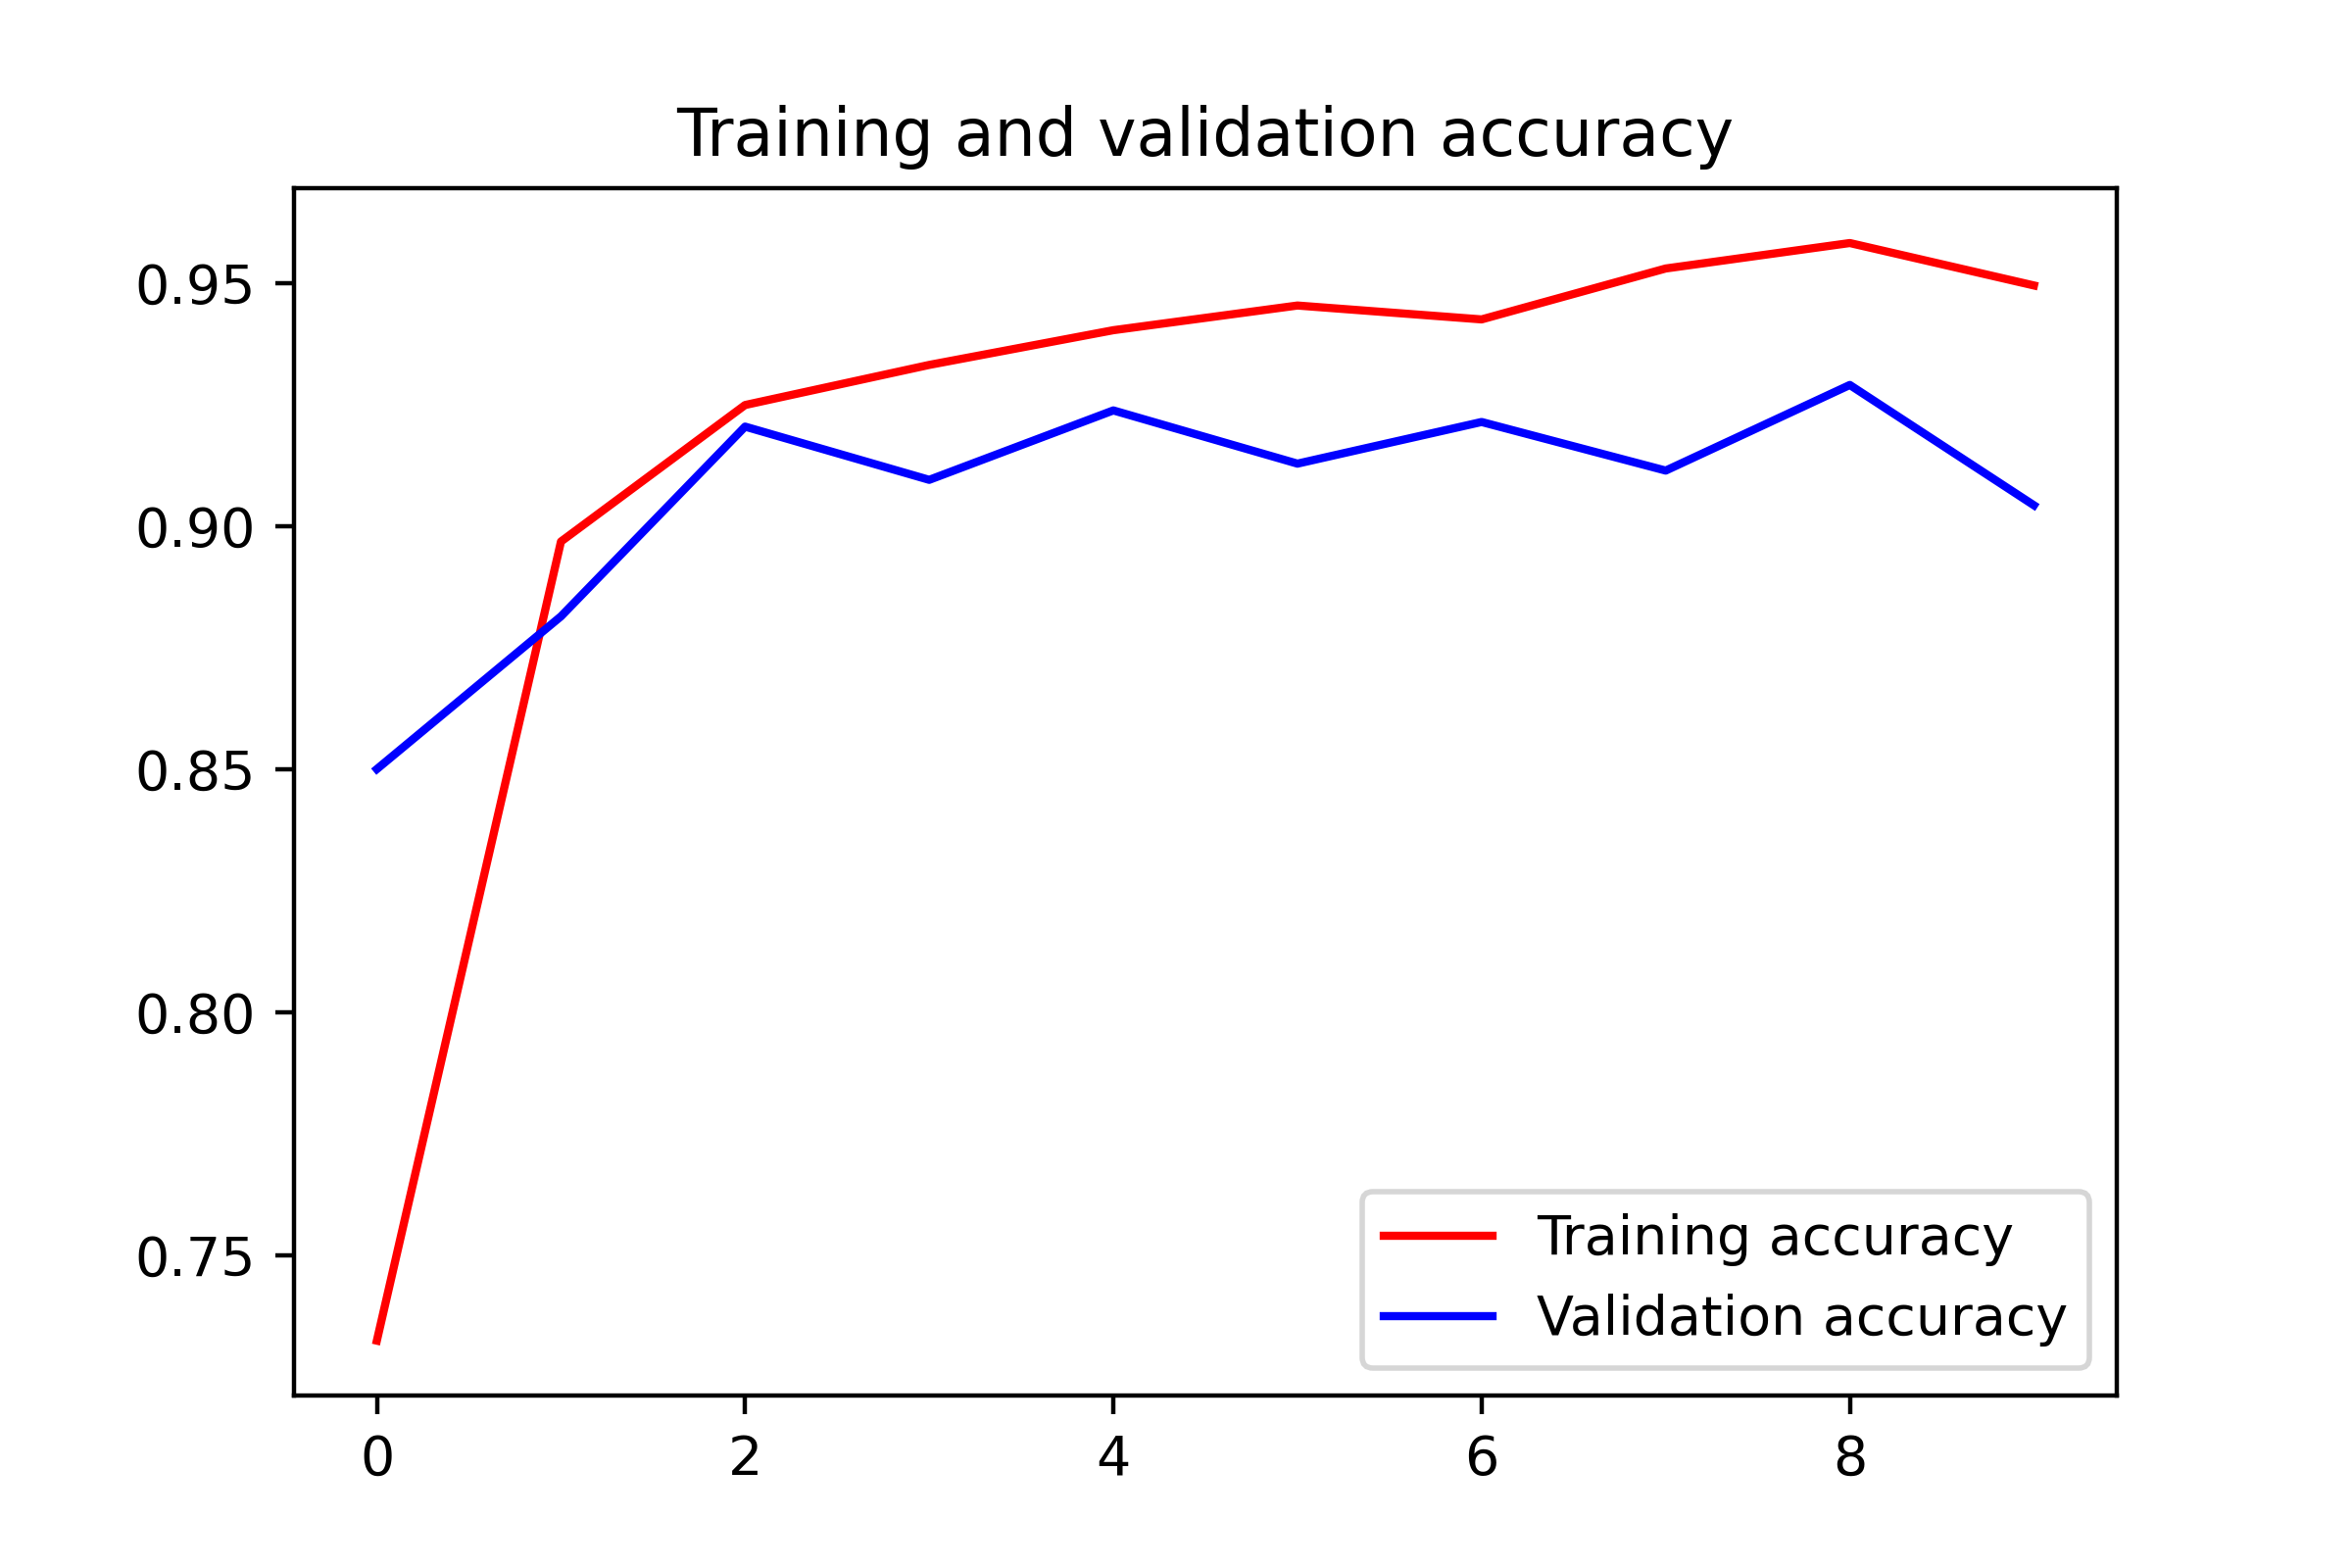 Training and validation accuracy
0.95
0.90
0.85
0.80
0.75
Training accuracy
Validation accuracy
0 2 4 6 8